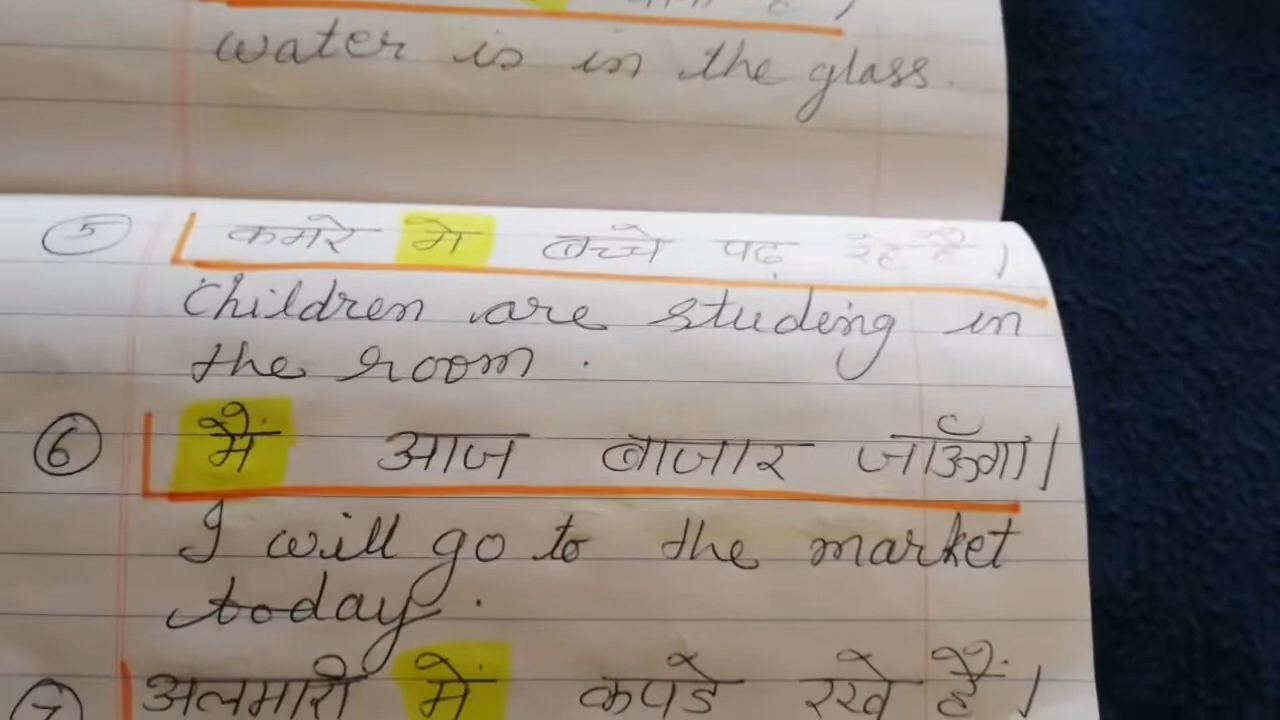 water is in the glass.
5 कमरे मे बच्चे पढ़ रहे हैं।
Children are studeing in
the room.
6 मैं आज बाजार जाऊँगा।
I will go to the market
today.
7 अलमारी में कपडे रखे हैं।